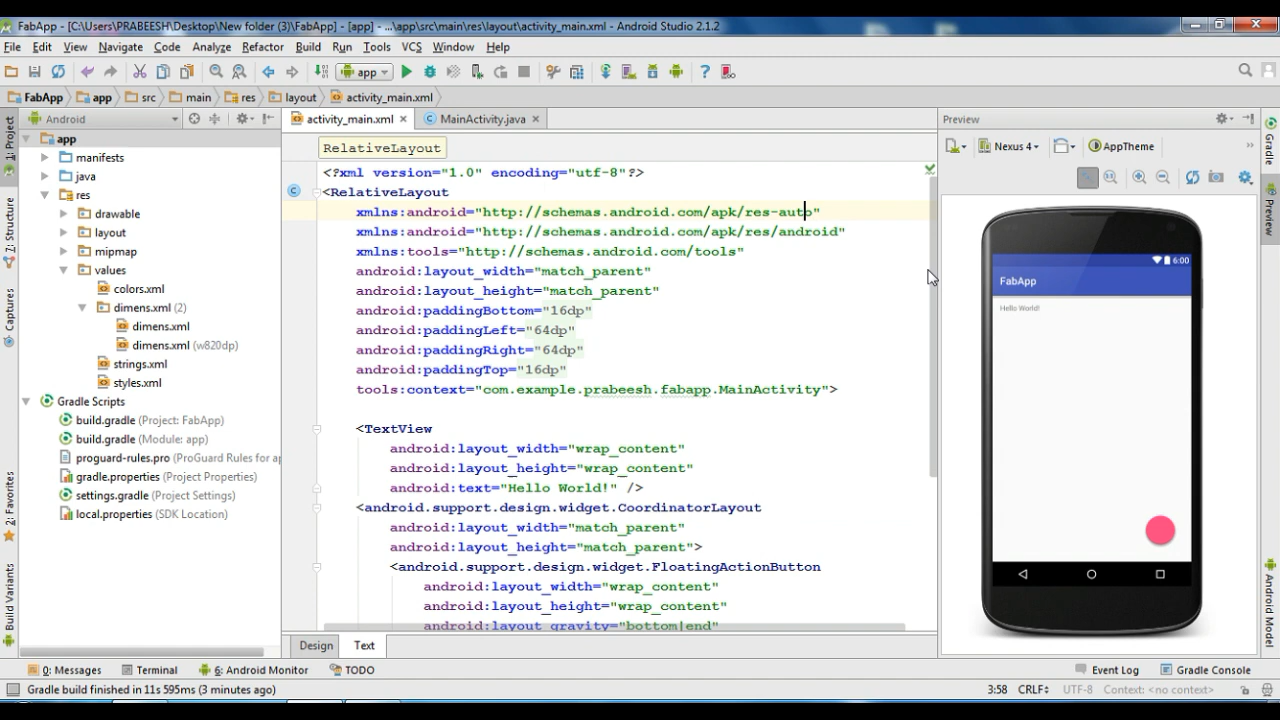 FabApp - [C:\Users\PRABEESH\Desktop\New folder (3)\FabApp] - [app] - ...\app\src\main\res\layout\activity_main.xml - Android Studio 2.1.2
File Edit View Navigate Code Analyze Refactor Build Run Tools VCS Window Help
app
FabApp app src main res layout activity_main.xml
Android
activity_main.xml MainActivity.java
Preview
Nexus 4 AppTheme
1: Project
7: Structure
Captures
2: Favorites
Build Variants
app
manifests
java
res
drawable
layout
mipmap
values
colors.xml
dimens.xml (2)
dimens.xml
dimens.xml (w820dp)
strings.xml
styles.xml
Gradle Scripts
build.gradle (Project: FabApp)
build.gradle (Module: app)
proguard-rules.pro (ProGuard Rules for ap
gradle.properties (Project Properties)
settings.gradle (Project Settings)
local.properties (SDK Location)
RelativeLayout
<?xml version="1.0" encoding="utf-8"?>
<RelativeLayout
xmlns:android="http://schemas.android.com/apk/res-auto"
xmlns:android="http://schemas.android.com/apk/res/android"
xmlns:tools="http://schemas.android.com/tools"
android:layout_width="match_parent"
android:layout_height="match_parent"
android:paddingBottom="16dp"
android:paddingLeft="64dp"
android:paddingRight="64dp"
android:paddingTop="16dp"
tools:context="com.example.prabeesh.fabapp.MainActivity">
<TextView
android:layout_width="wrap_content"
android:layout_height="wrap_content"
android:text="Hello World!" />
<android.support.design.widget.CoordinatorLayout
android:layout_width="match_parent"
android:layout_height="match_parent">
<android.support.design.widget.FloatingActionButton
android:layout_width="wrap_content"
android:layout_height="wrap_content"
android:layout_gravity="bottom|end"
6:00
FabApp
Hello World!
Gradle
Preview
Android Model
Design Text
0: Messages Terminal 6: Android Monitor TODO Event Log Gradle Console
Gradle build finished in 11s 595ms (3 minutes ago) 3:58 CRLF UTF-8 Context: <no context>